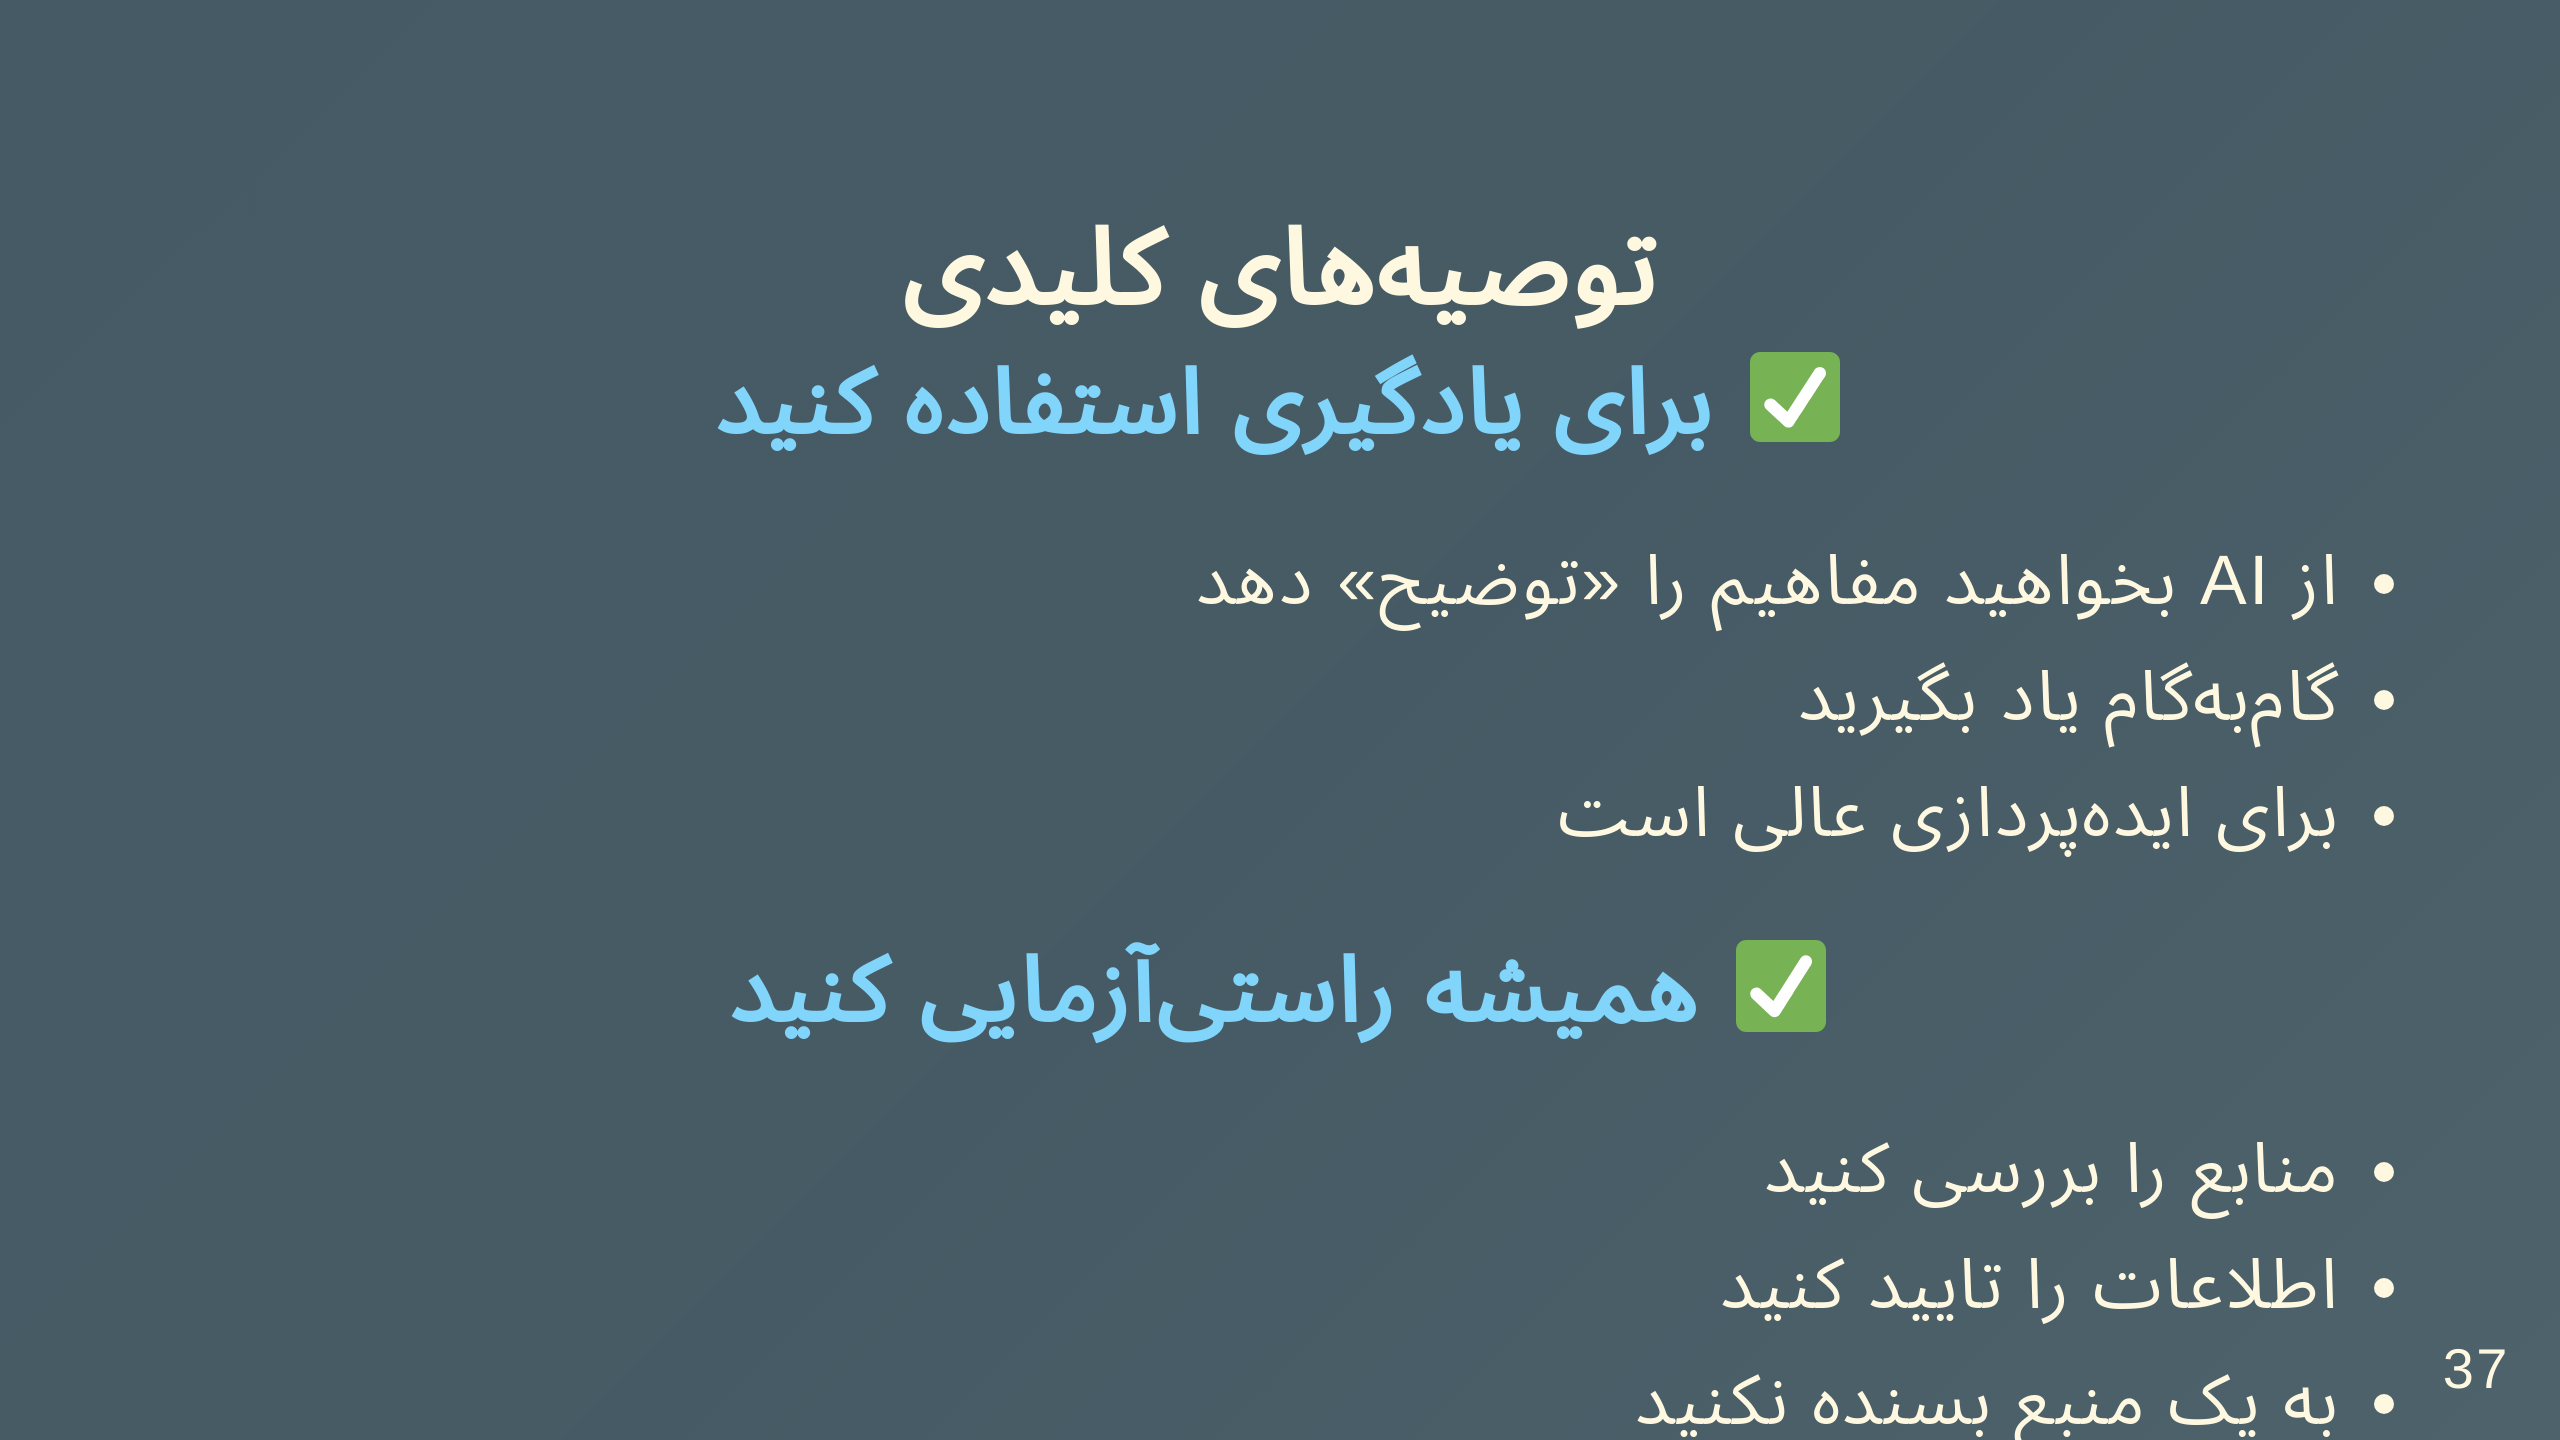 توصیه‌های کلیدی
✅ برای یادگیری استفاده کنید
• از AI بخواهید مفاهیم را «توضیح» دهد
• گام‌به‌گام یاد بگیرید
• برای ایده‌پردازی عالی است
✅ همیشه راستی‌آزمایی کنید
• منابع را بررسی کنید
• اطلاعات را تایید کنید
• به یک منبع بسنده نکنید
37